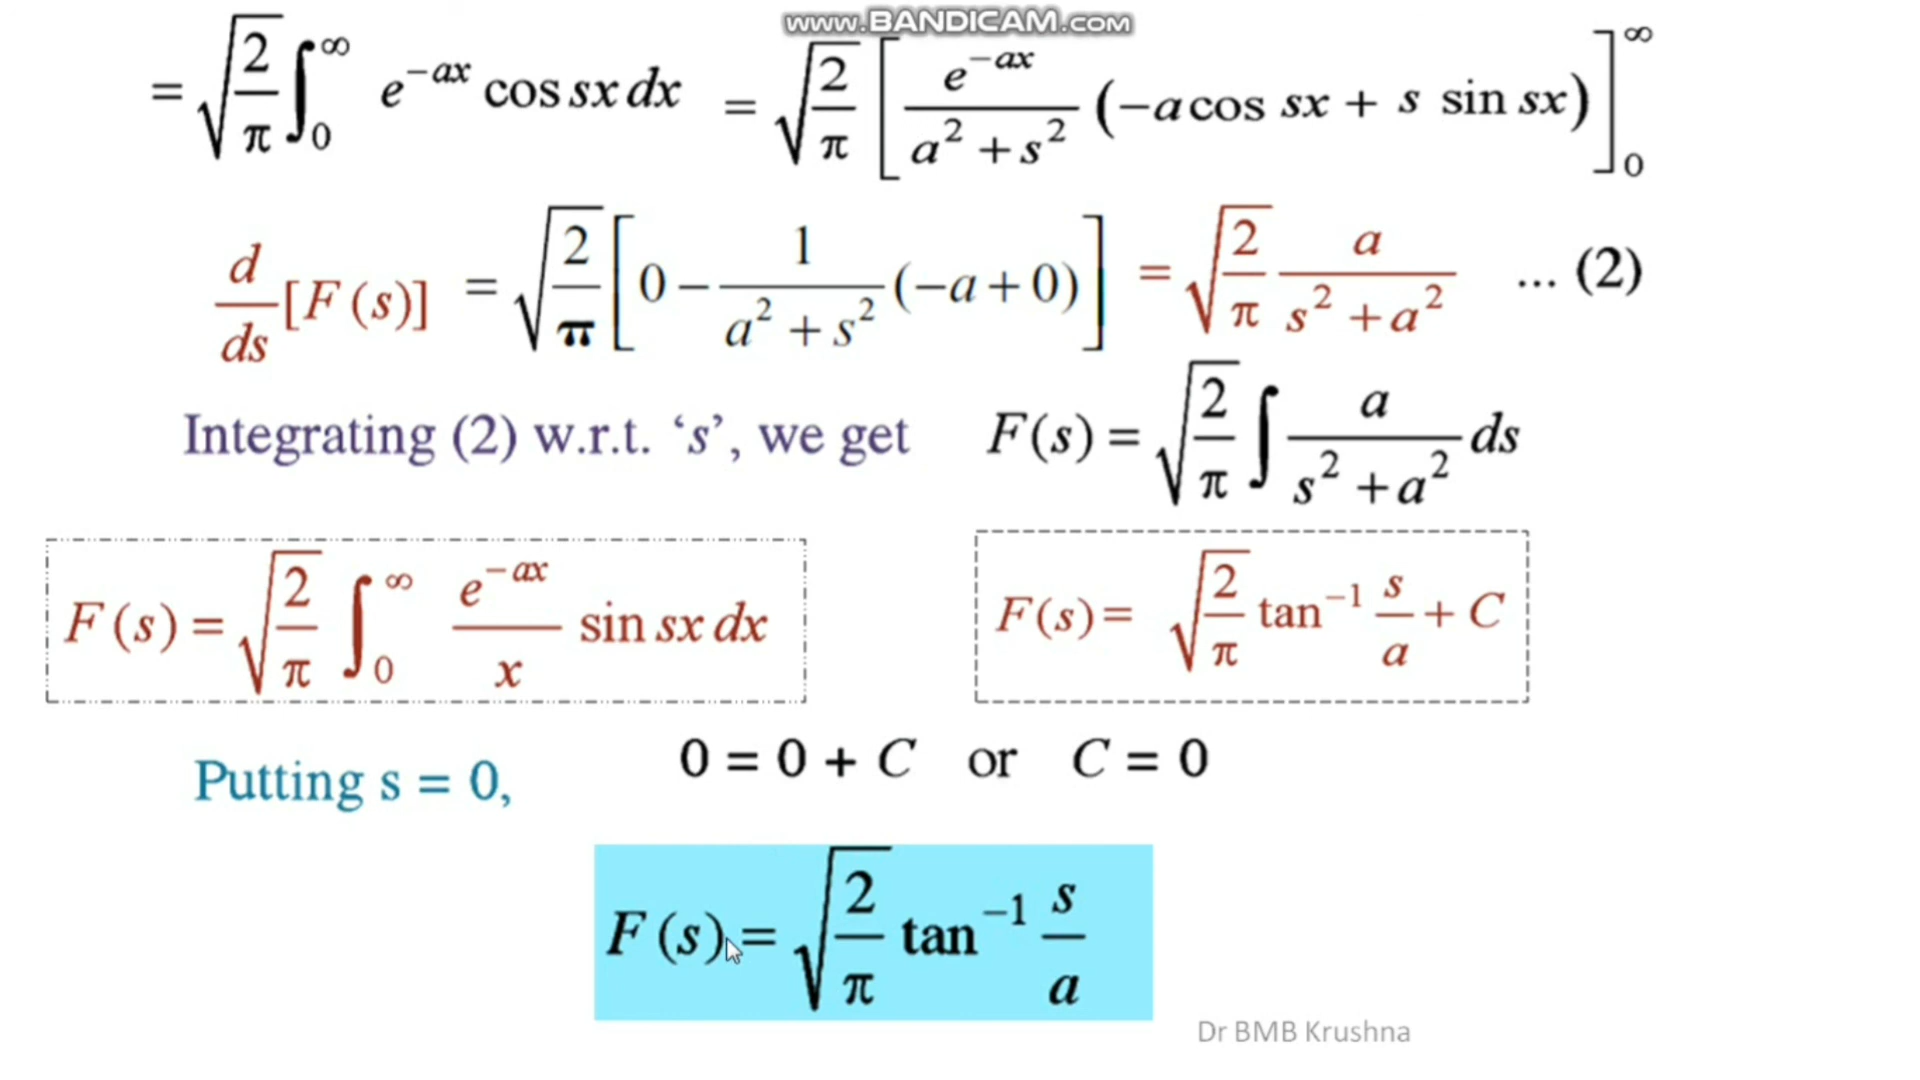 www.BANDICAM.com
= √(2/π) ∫₀^∞ e^(−ax) cos sx dx = √(2/π) [ e^(−ax) / (a² + s²) (−a cos sx + s sin sx) ]₀^∞
d/ds [F(s)] = √(2/π) [ 0 − 1/(a² + s²) (−a + 0) ] = √(2/π) a/(s² + a²) ... (2)
Integrating (2) w.r.t. ‘s’, we get F(s) = √(2/π) ∫ a/(s² + a²) ds
F(s) = √(2/π) ∫₀^∞ e^(−ax)/x sin sx dx
F(s) = √(2/π) tan⁻¹ s/a + C
Putting s = 0, 0 = 0 + C or C = 0
F(s) = √(2/π) tan⁻¹ s/a
Dr BMB Krushna